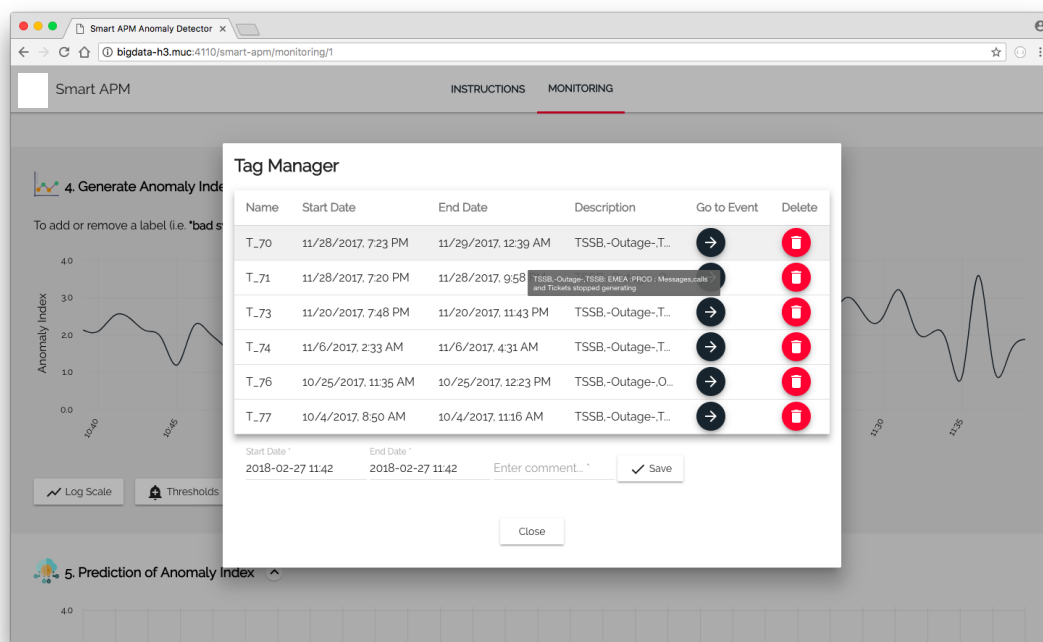 Smart APM Anomaly Detector
bigdata-h3.muc:4110/smart-apm/monitoring/1
Smart APM
INSTRUCTIONS MONITORING
4. Generate Anomaly Inde
To add or remove a label (i.e. "bad s
Anomaly Index
4.0
3.0
2.0
1.0
0.0
10:40 10:45 11:30 11:35
Log Scale Thresholds
Tag Manager
Name Start Date End Date Description Go to Event Delete
T_70 11/28/2017, 7:23 PM 11/29/2017, 12:39 AM TSSB,-Outage-,T...
T_71 11/28/2017, 7:20 PM 11/28/2017, 9:58
TSSB,-Outage-,TSSB: EMEA :PROD : Messages,calls
and Tickets stopped generating
T_73 11/20/2017, 7:48 PM 11/20/2017, 11:43 PM TSSB,-Outage-,T...
T_74 11/6/2017, 2:33 AM 11/6/2017, 4:31 AM TSSB,-Outage-,T...
T_76 10/25/2017, 11:35 AM 10/25/2017, 12:23 PM TSSB,-Outage-,O...
T_77 10/4/2017, 8:50 AM 10/4/2017, 11:16 AM TSSB,-Outage-,T...
Start Date * End Date *
2018-02-27 11:42 2018-02-27 11:42 Enter comment... * Save
Close
5. Prediction of Anomaly Index
4.0